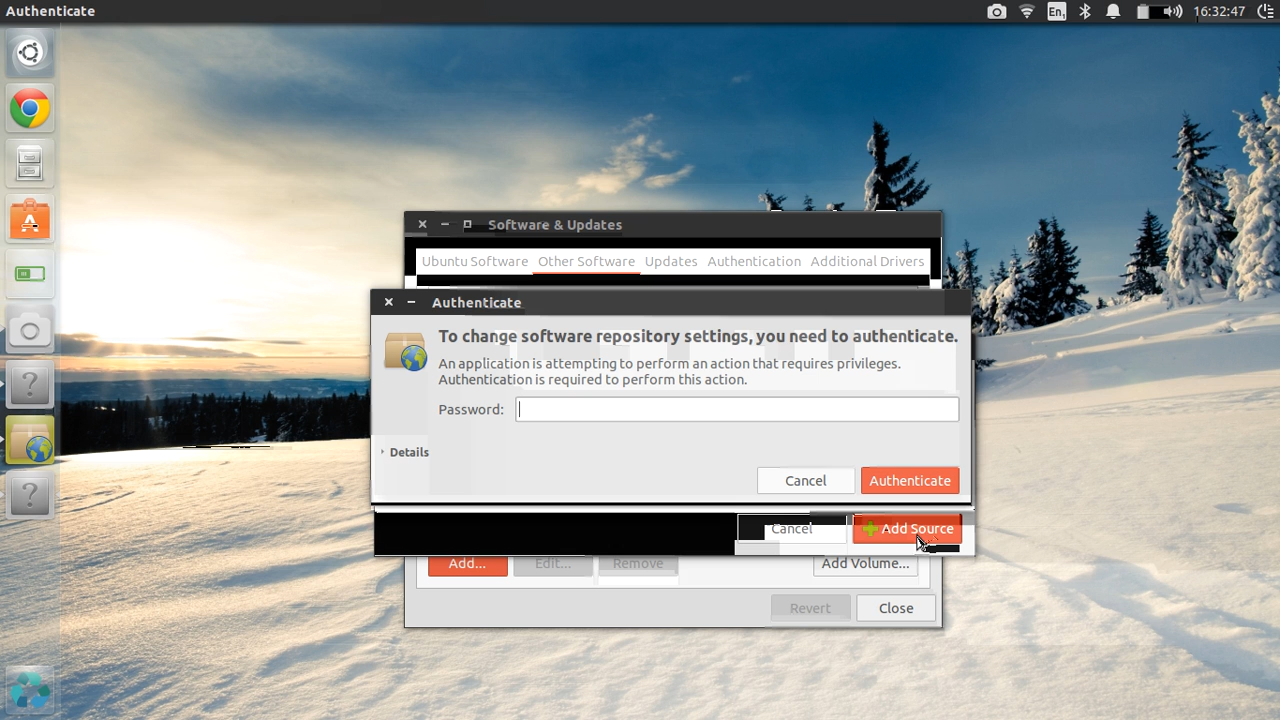 Authenticate
En1
16:32:47
Software & Updates
Ubuntu Software Other Software Updates Authentication Additional Drivers
Authenticate
To change software repository settings, you need to authenticate.
An application is attempting to perform an action that requires privileges.
Authentication is required to perform this action.
Password:
Details
Cancel Authenticate
Cancel Add Source
Add... Edit... Remove Add Volume...
Revert Close